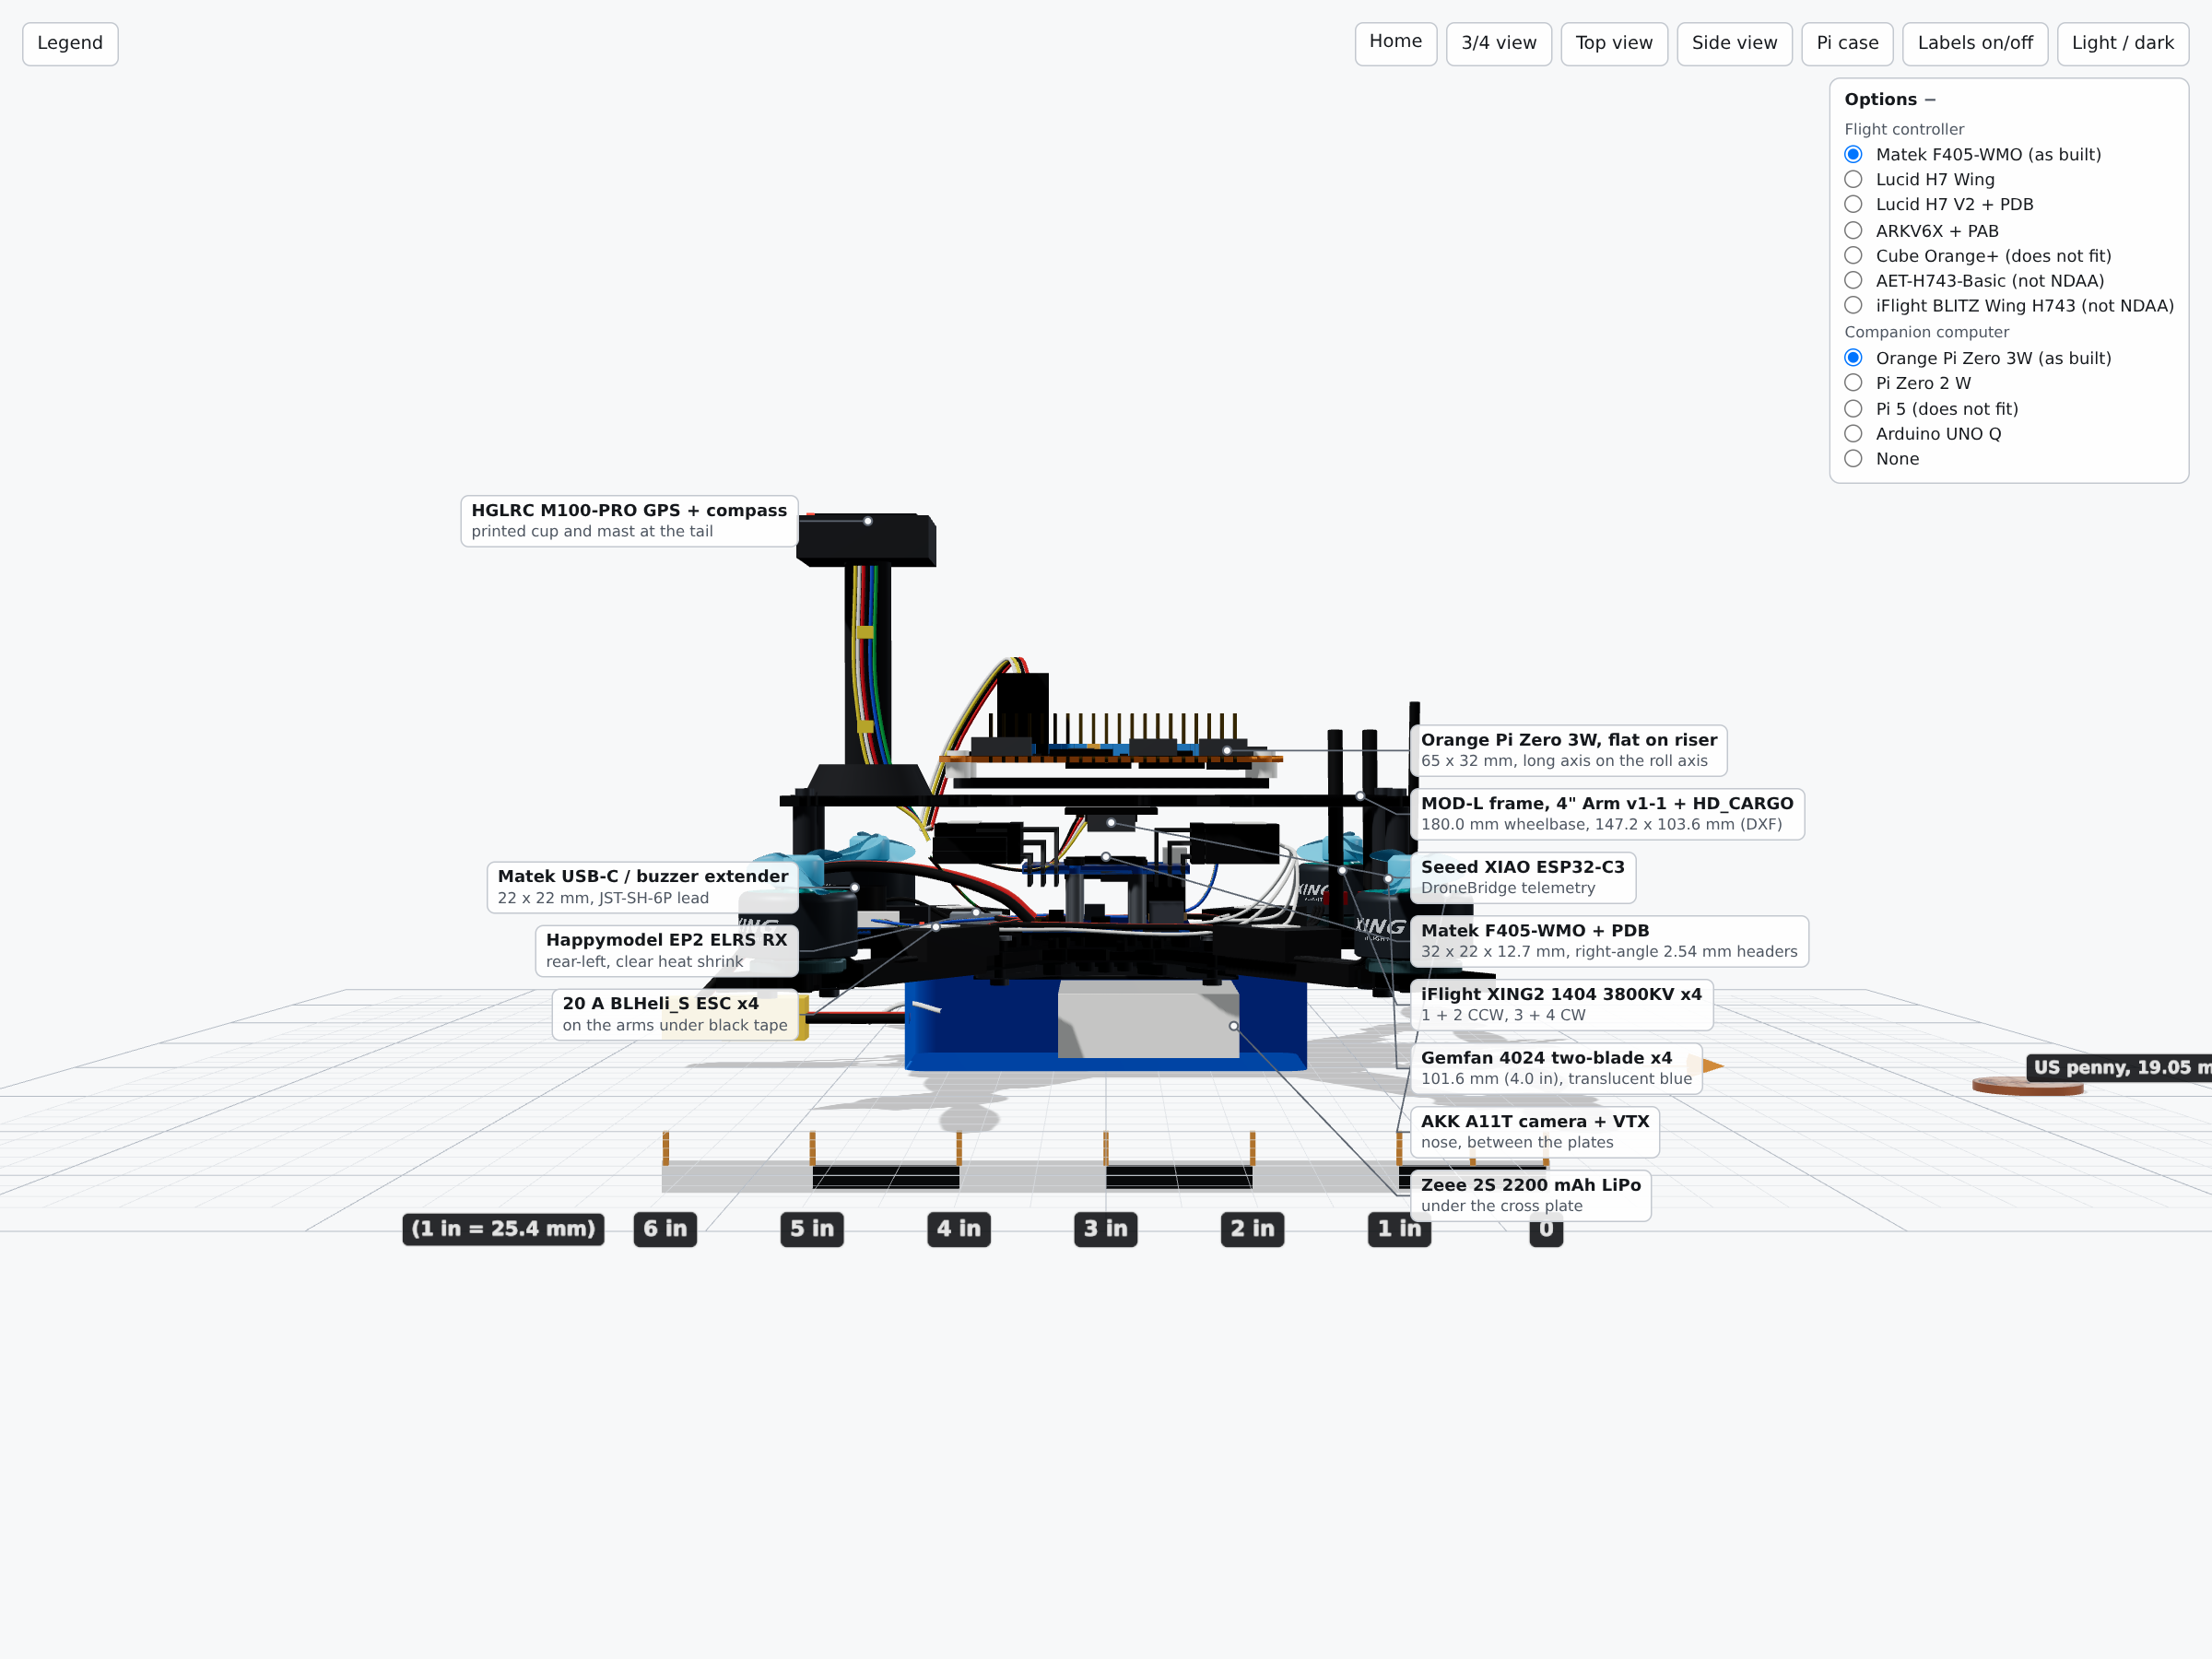 Legend
Home
3/4 view
Top view
Side view
Pi case
Labels on/off
Light / dark
Options −
Flight controller
Matek F405-WMO (as built)
Lucid H7 Wing
Lucid H7 V2 + PDB
ARKV6X + PAB
Cube Orange+ (does not fit)
AET-H743-Basic (not NDAA)
iFlight BLITZ Wing H743 (not NDAA)
Companion computer
Orange Pi Zero 3W (as built)
Pi Zero 2 W
Pi 5 (does not fit)
Arduino UNO Q
None
HGLRC M100-PRO GPS + compass
printed cup and mast at the tail
Matek USB-C / buzzer extender
22 x 22 mm, JST-SH-6P lead
Happymodel EP2 ELRS RX
rear-left, clear heat shrink
20 A BLHeli_S ESC x4
on the arms under black tape
Orange Pi Zero 3W, flat on riser
65 x 32 mm, long axis on the roll axis
MOD-L frame, 4" Arm v1-1 + HD_CARGO
180.0 mm wheelbase, 147.2 x 103.6 mm (DXF)
Seeed XIAO ESP32-C3
DroneBridge telemetry
Matek F405-WMO + PDB
32 x 22 x 12.7 mm, right-angle 2.54 mm headers
iFlight XING2 1404 3800KV x4
1 + 2 CCW, 3 + 4 CW
Gemfan 4024 two-blade x4
101.6 mm (4.0 in), translucent blue
AKK A11T camera + VTX
nose, between the plates
Zeee 2S 2200 mAh LiPo
under the cross plate
XING
US penny, 19.05 m
(1 in = 25.4 mm)
6 in
5 in
4 in
3 in
2 in
1 in
0